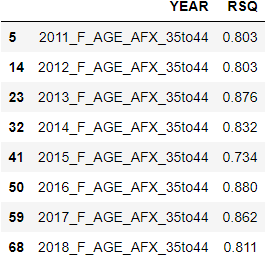 YEAR RSQ
5 2011_F_AGE_AFX_35to44 0.803
14 2012_F_AGE_AFX_35to44 0.803
23 2013_F_AGE_AFX_35to44 0.876
32 2014_F_AGE_AFX_35to44 0.832
41 2015_F_AGE_AFX_35to44 0.734
50 2016_F_AGE_AFX_35to44 0.880
59 2017_F_AGE_AFX_35to44 0.862
68 2018_F_AGE_AFX_35to44 0.811